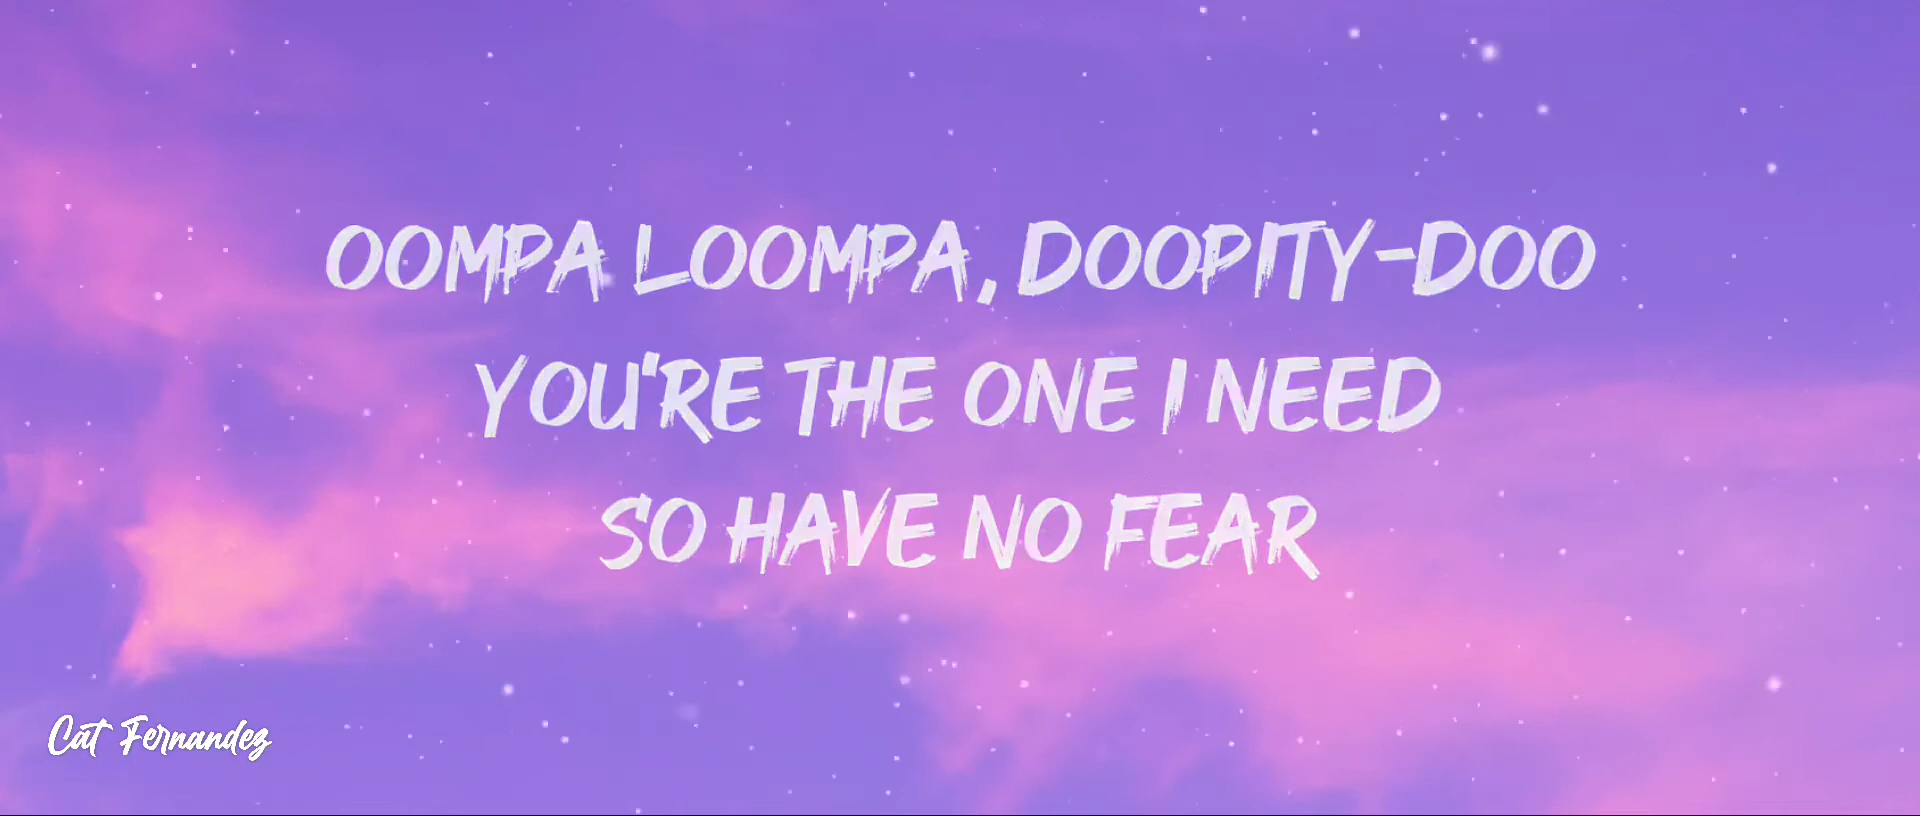 OOMPA LOOMPA, DOOPITY-DOO
YOU'RE THE ONE I NEED
SO HAVE NO FEAR
Cat Fernandez